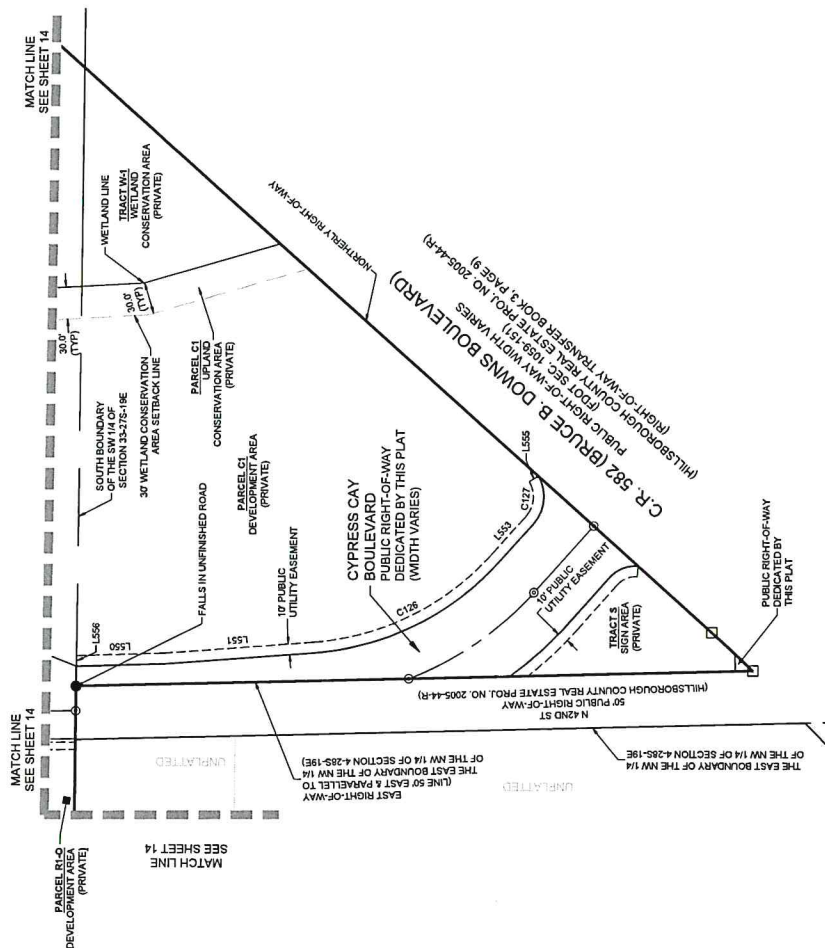 MATCH LINE
SEE SHEET 14
MATCH LINE
SEE SHEET 14
MATCH LINE
SEE SHEET 14
PARCEL R1-O
DEVELOPMENT AREA
(PRIVATE)
WETLAND LINE
TRACT W-1
WETLAND
CONSERVATION AREA
(PRIVATE)
30.0'
(TYP)
30.0'
(TYP)
SOUTH BOUNDARY
OF THE SW 1/4 OF
SECTION 33-27S-19E
30' WETLAND CONSERVATION
AREA SETBACK LINE
PARCEL C1
UPLAND
CONSERVATION AREA
(PRIVATE)
PARCEL C1
DEVELOPMENT AREA
(PRIVATE)
FALLS IN UNFINISHED ROAD
L556
L550
L551
10' PUBLIC
UTILITY EASEMENT
C126
L553
C127
L555
CYPRESS CAY
BOULEVARD
PUBLIC RIGHT-OF-WAY
DEDICATED BY THIS PLAT
(WIDTH VARIES)
10' PUBLIC
UTILITY EASEMENT
TRACT S
SIGN AREA
(PRIVATE)
PUBLIC RIGHT-OF-WAY
DEDICATED BY
THIS PLAT
NORTHERLY RIGHT-OF-WAY
C.R. 582 (BRUCE B. DOWNS BOULEVARD)
PUBLIC RIGHT-OF-WAY WIDTH VARIES
(FDOT SEC. 1059-151)
(HILLSBOROUGH COUNTY REAL ESTATE PROJ. NO. 2005-44-R)
(RIGHT-OF-WAY TRANSFER BOOK 3 PAGE 9)
N 42ND ST
50' PUBLIC RIGHT-OF-WAY
(HILLSBOROUGH COUNTY REAL ESTATE PROJ. NO. 2005-44-R)
EAST RIGHT-OF-WAY
(LINE 50' EAST & PARAELLEL TO
THE EAST BOUNDARY OF THE NW 1/4
OF THE NW 1/4 OF SECTION 4-28S-19E)
THE EAST BOUNDARY OF THE NW 1/4
OF THE NW 1/4 OF SECTION 4-28S-19E
UNPLATTED
UNPLATTED